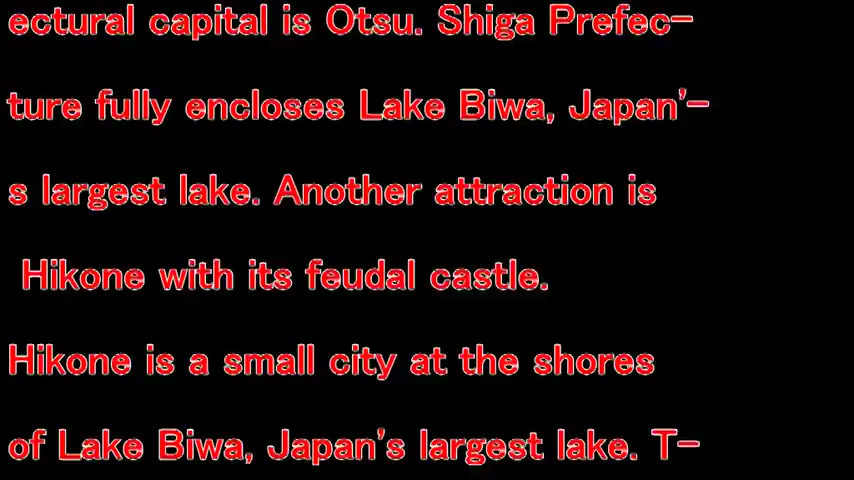 ectural capital is Otsu. Shiga Prefec-
ture fully encloses Lake Biwa, Japan'-
s largest lake. Another attraction is
Hikone with its feudal castle.
Hikone is a small city at the shores
of Lake Biwa, Japan's largest lake. T-